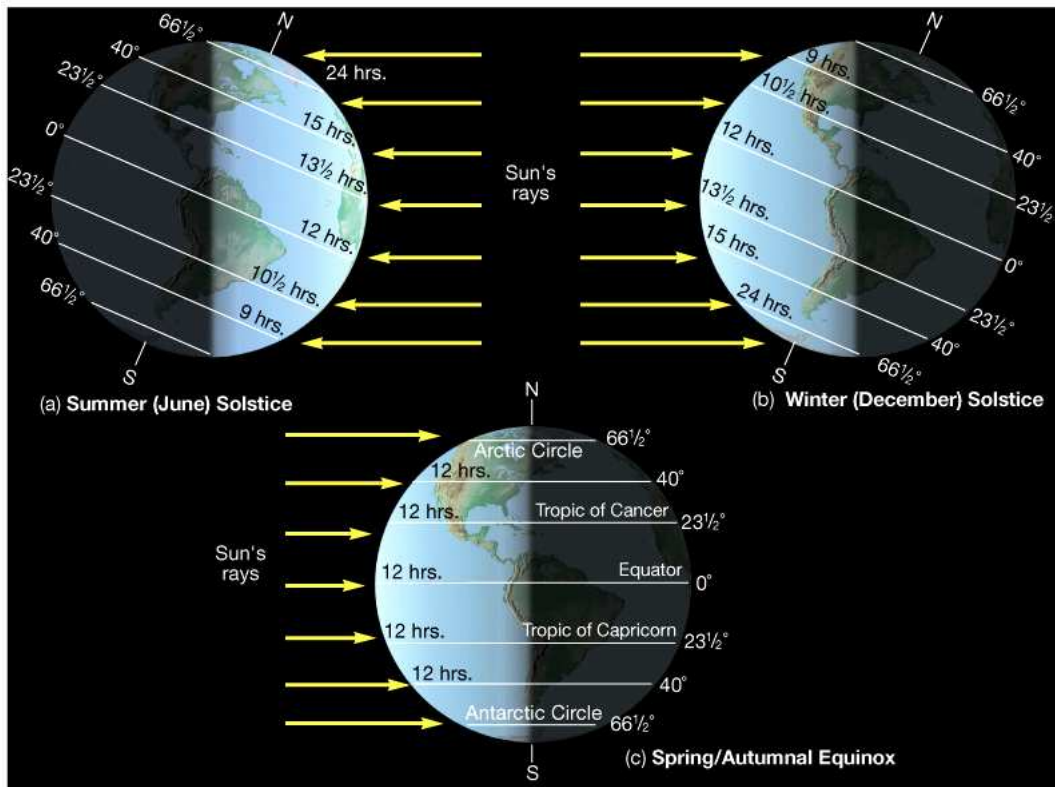 N
66½°
40°
23½°
0°
23½°
40°
66½°
24 hrs.
15 hrs.
13½ hrs.
12 hrs.
10½ hrs.
9 hrs.
S
(a) Summer (June) Solstice
Sun's
rays
N
9 hrs.
10½ hrs.
12 hrs.
13½ hrs.
15 hrs.
24 hrs.
66½°
40°
23½°
0°
23½°
40°
66½°
S
(b) Winter (December) Solstice
N
Arctic Circle 66½°
12 hrs. 40°
12 hrs. Tropic of Cancer 23½°
Sun's
rays
12 hrs. Equator 0°
12 hrs. Tropic of Capricorn 23½°
12 hrs. 40°
Antarctic Circle 66½°
S
(c) Spring/Autumnal Equinox